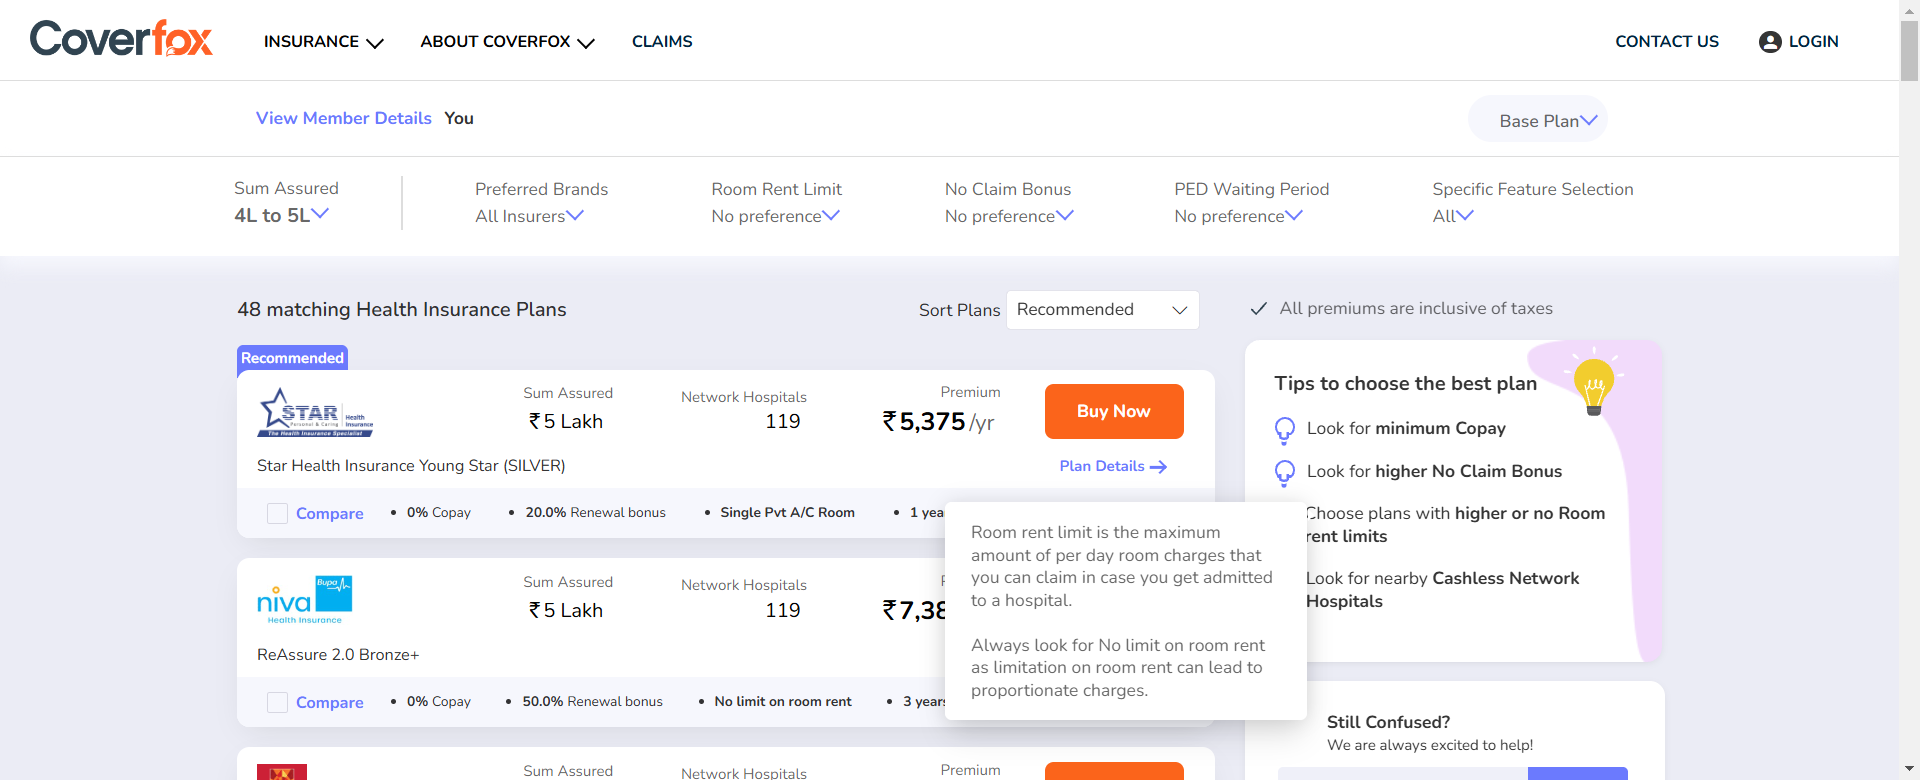 Coverfox
INSURANCE
ABOUT COVERFOX
CLAIMS
CONTACT US
LOGIN
View Member Details You
Base Plan
Sum Assured
4L to 5L
Preferred Brands
All Insurers
Room Rent Limit
No preference
No Claim Bonus
No preference
PED Waiting Period
No preference
Specific Feature Selection
All
48 matching Health Insurance Plans
Sort Plans Recommended
All premiums are inclusive of taxes
Recommended
STAR Health Insurance
Personal & Caring
The Health Insurance Specialist
Sum Assured
₹5 Lakh
Network Hospitals
119
Premium
₹5,375/yr
Buy Now
Star Health Insurance Young Star (SILVER)
Plan Details
Compare
• 0% Copay
• 20.0% Renewal bonus
• Single Pvt A/C Room
• 1 yea
Room rent limit is the maximum
amount of per day room charges that
you can claim in case you get admitted
to a hospital.
Always look for No limit on room rent
as limitation on room rent can lead to
proportionate charges.
niva Bupa
Health Insurance
Sum Assured
₹5 Lakh
Network Hospitals
119
₹7,38
ReAssure 2.0 Bronze+
Compare
• 0% Copay
• 50.0% Renewal bonus
• No limit on room rent
• 3 years
Sum Assured
Network Hospitals
Premium
Tips to choose the best plan
Look for minimum Copay
Look for higher No Claim Bonus
Choose plans with higher or no Room
rent limits
Look for nearby Cashless Network
Hospitals
Still Confused?
We are always excited to help!